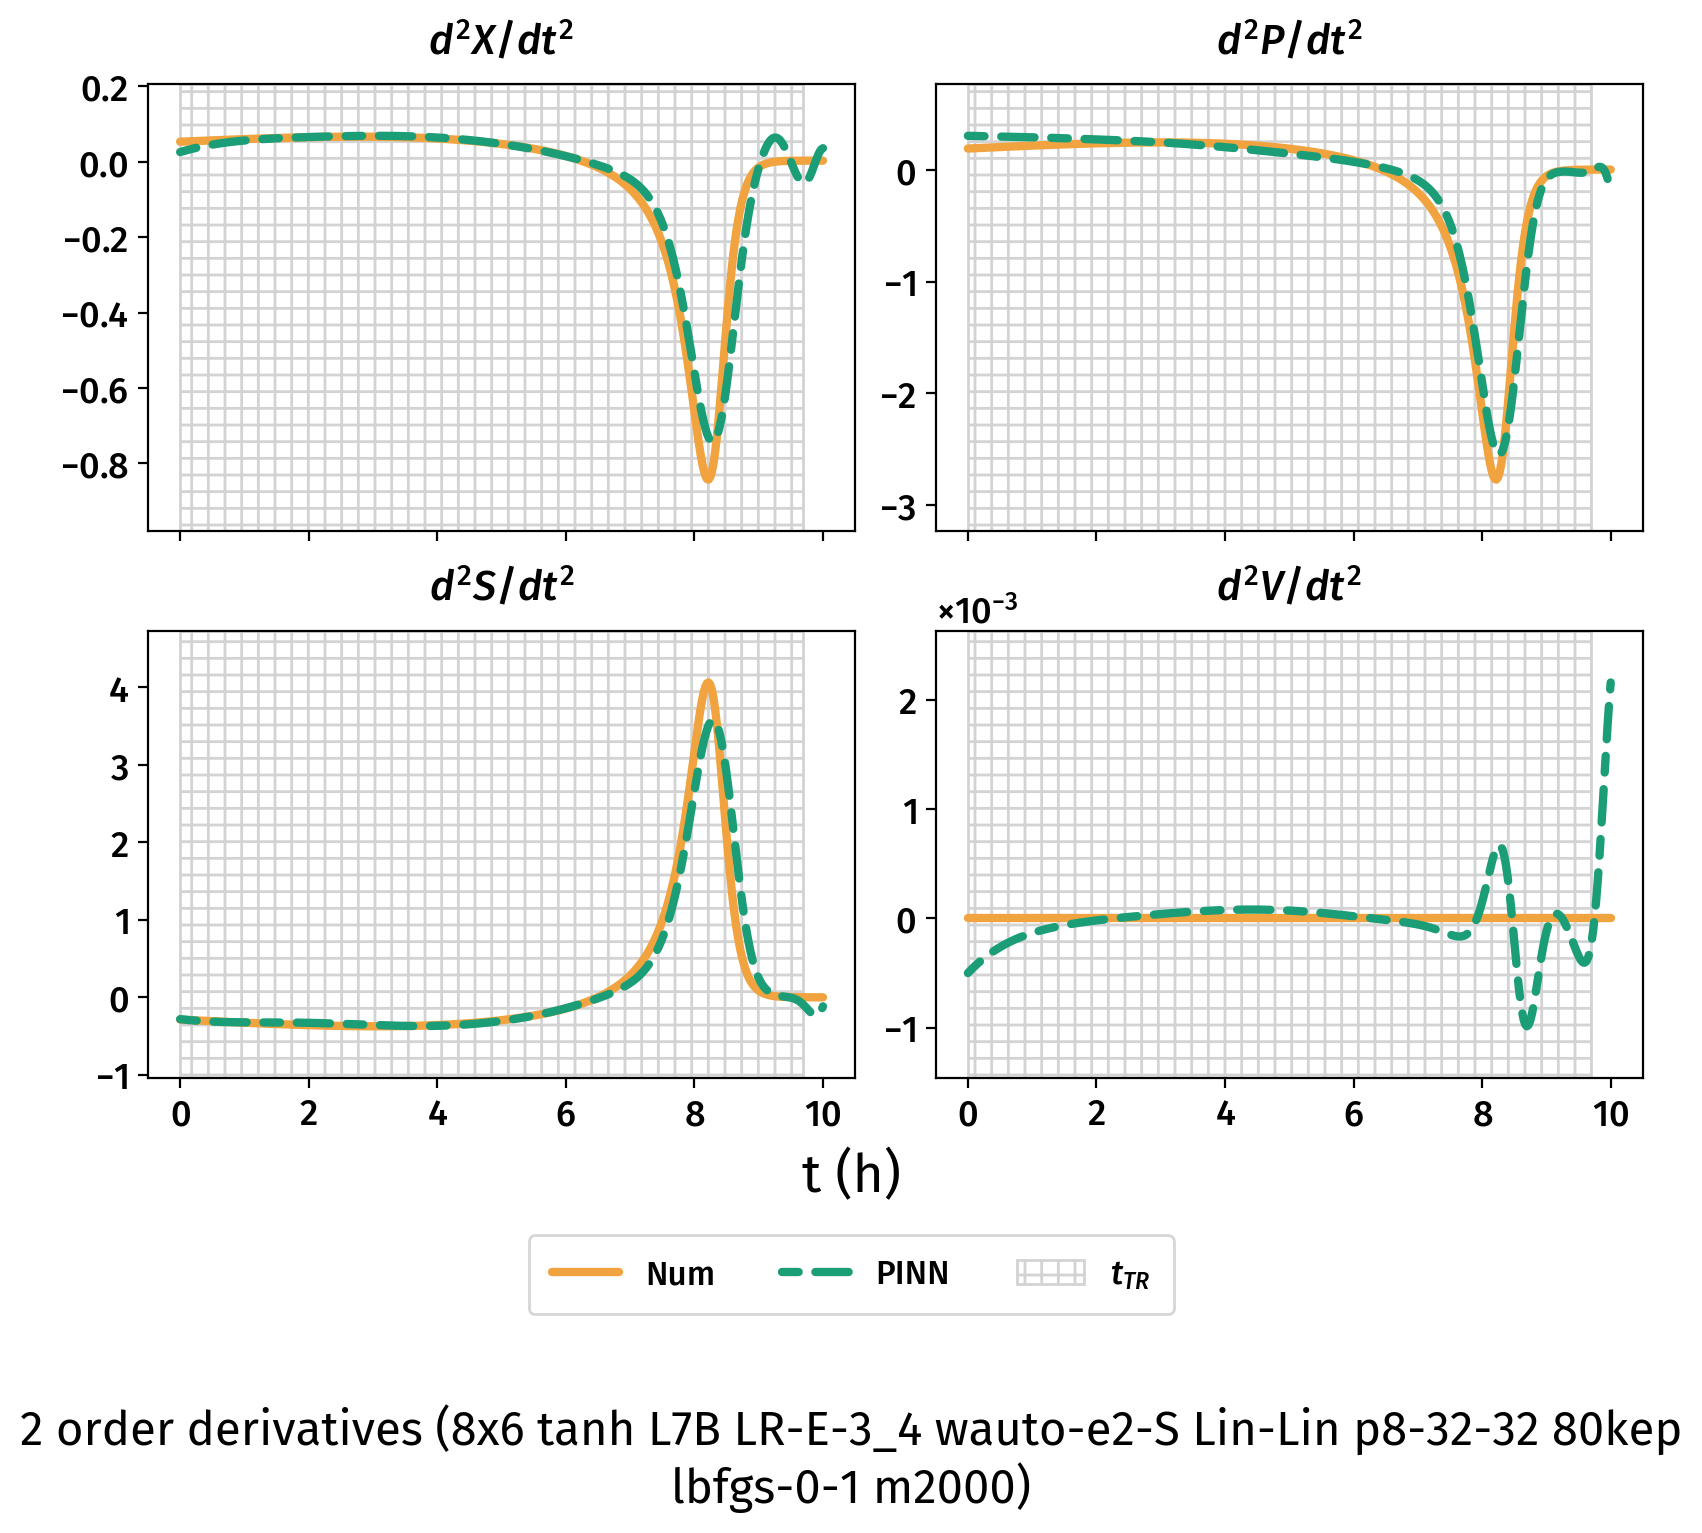 d²X/dt²
d²P/dt²
0.2
0.0
−0.2
−0.4
−0.6
−0.8
0
−1
−2
−3
d²S/dt²
d²V/dt²
×10⁻³
4
3
2
1
0
−1
2
1
0
−1
0 2 4 6 8 10
0 2 4 6 8 10
t (h)
Num PINN t_TR
2 order derivatives (8x6 tanh L7B LR-E-3_4 wauto-e2-S Lin-Lin p8-32-32 80kep
lbfgs-0-1 m2000)